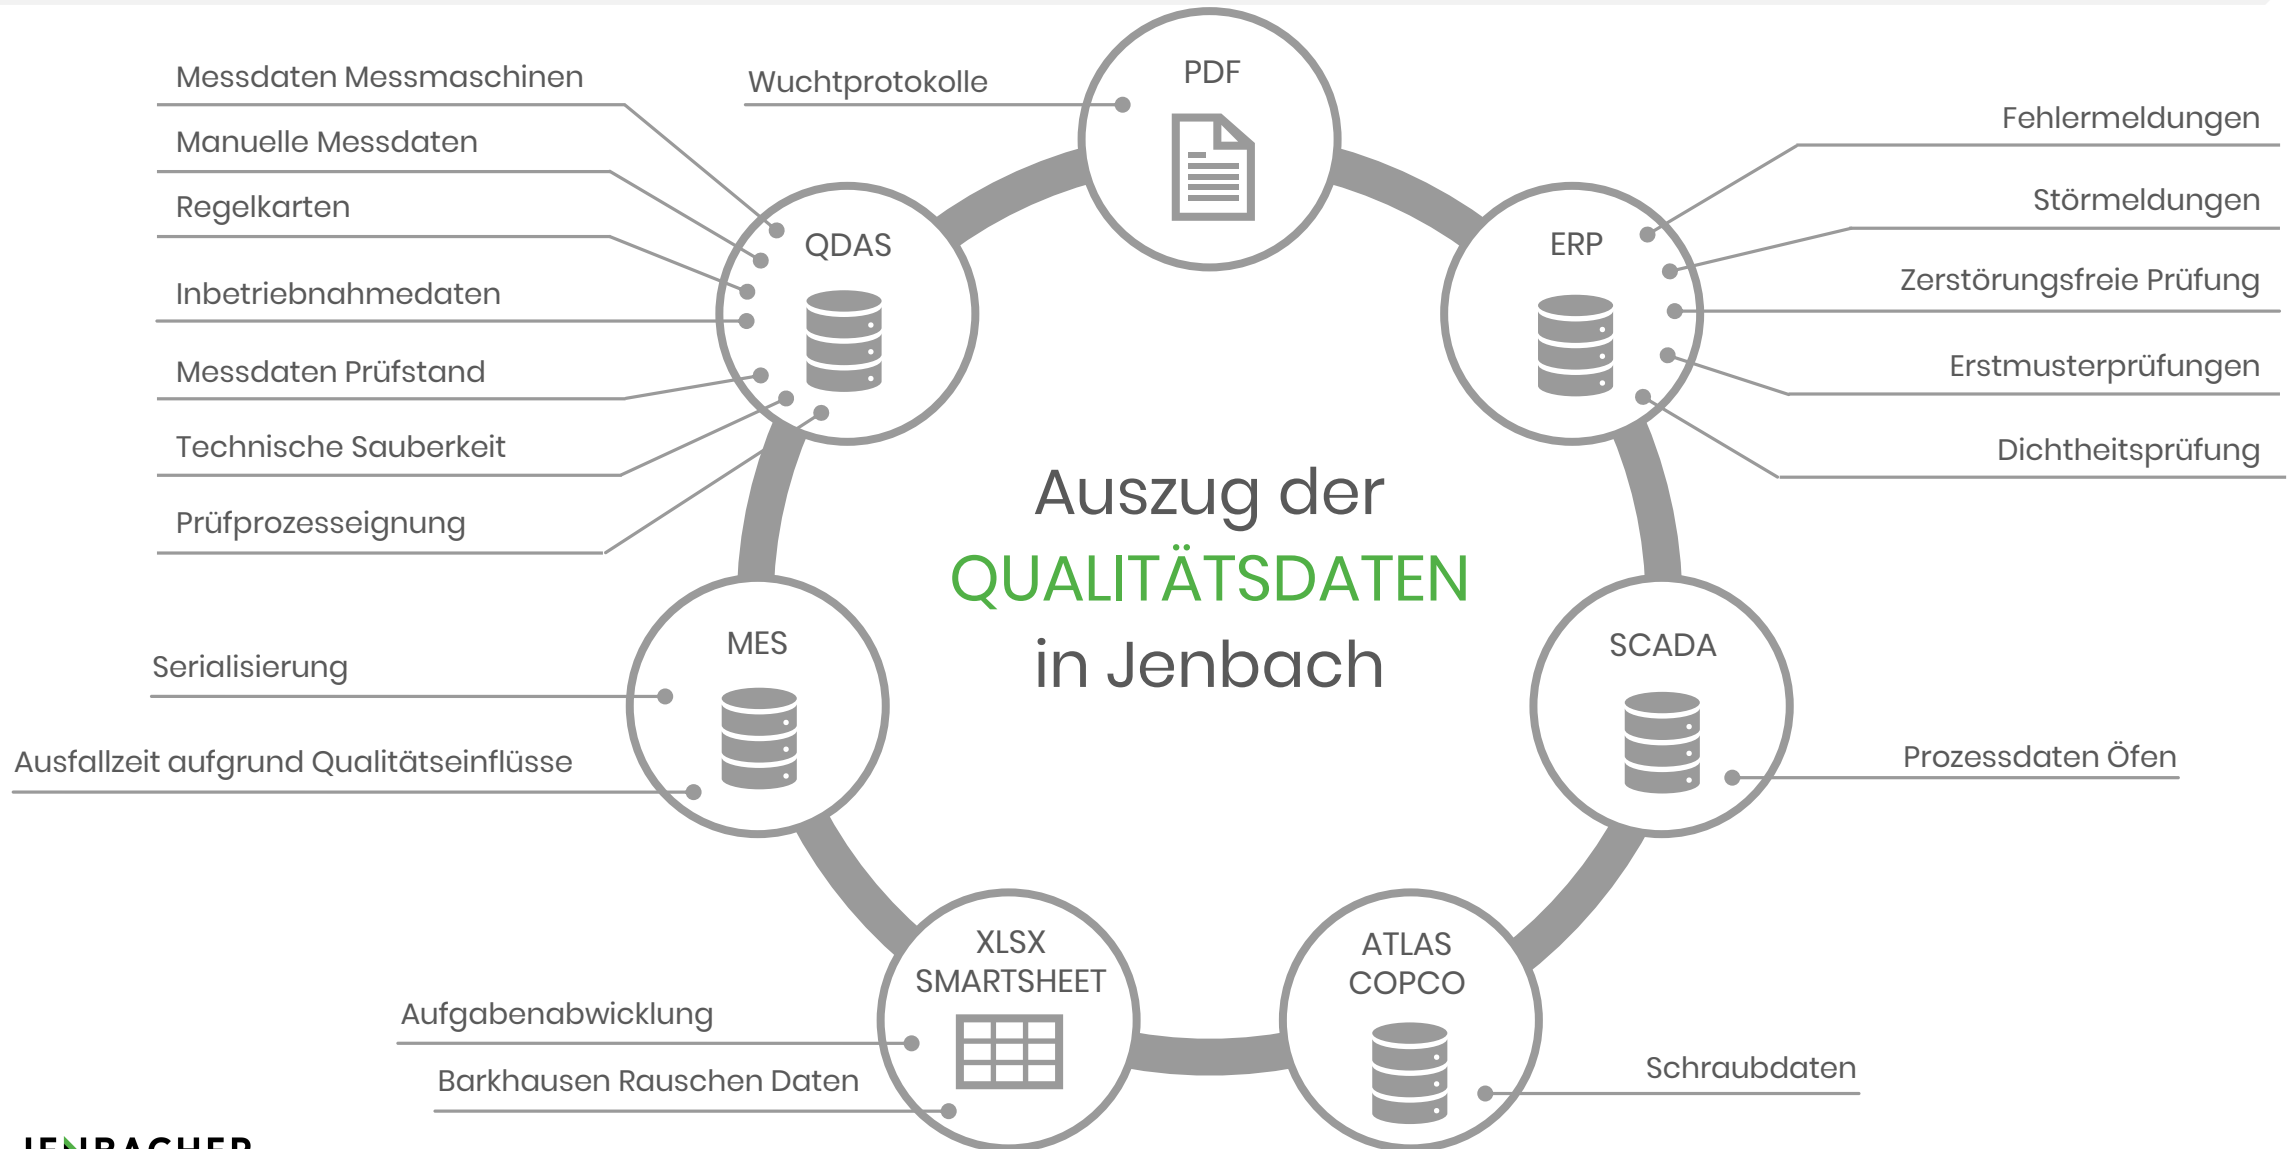 PDF
Wuchtprotokolle
Messdaten Messmaschinen
Manuelle Messdaten
Regelkarten
Inbetriebnahmedaten
Messdaten Prüfstand
Technische Sauberkeit
Prüfprozesseignung
QDAS
ERP
Fehlermeldungen
Störmeldungen
Zerstörungsfreie Prüfung
Erstmusterprüfungen
Dichtheitsprüfung
Auszug der
QUALITÄTSDATEN
in Jenbach
MES
Serialisierung
Ausfallzeit aufgrund Qualitätseinflüsse
SCADA
Prozessdaten Öfen
XLSX
SMARTSHEET
Aufgabenabwicklung
Barkhausen Rauschen Daten
ATLAS
COPCO
Schraubdaten
JENBACHER